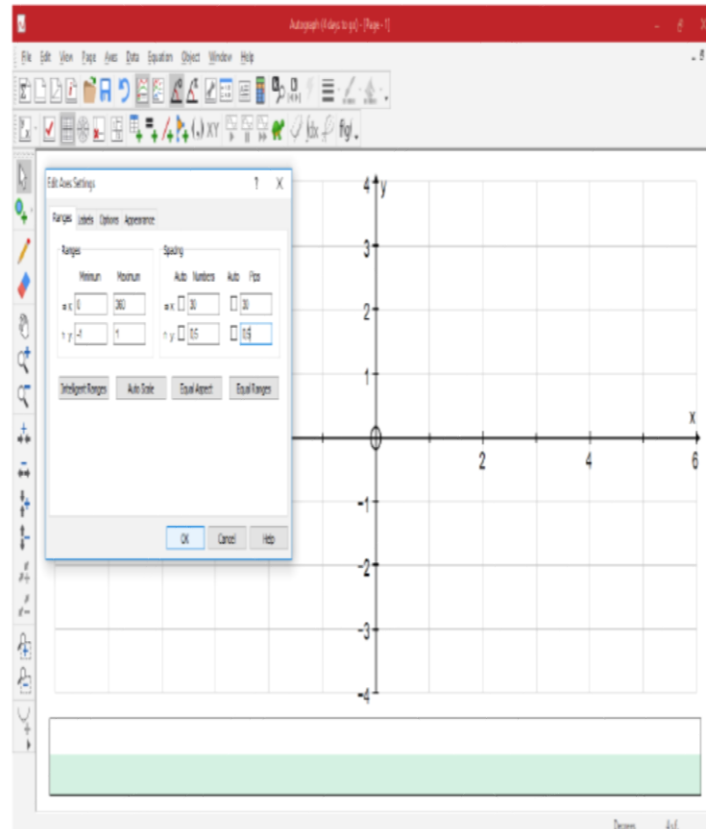 Autograph (4 days to go) - [Page - 1]
File Edit View Page Axes Data Equation Object Window Help
XY
fig!
Edit Axes Settings ? X
Ranges Labels Options Appearance
Ranges Spacing
Minimum Maximum Auto Numbers Auto Pips
x 0 360 x 30 30
y -1 1 y 0.5 0.5
Intelligent Ranges Auto Scale Equal Aspect Equal Ranges
OK Cancel Help
4 y
3
2
1
x
0 2 4 6
-1
-2
-3
-4
Degrees